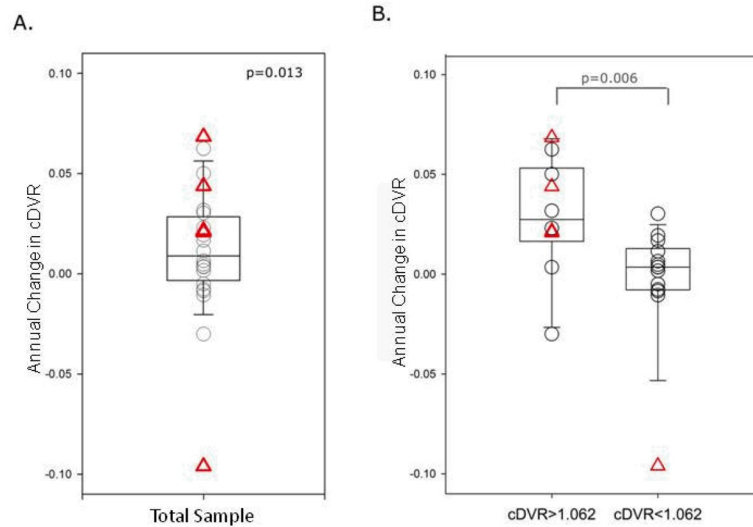 A.
p=0.013
0.10
0.05
0.00
-0.05
-0.10
Annual Change in cDVR
Total Sample
B.
p=0.006
0.10
0.05
0.00
-0.05
-0.10
Annual Change in cDVR
cDVR>1.062 cDVR<1.062